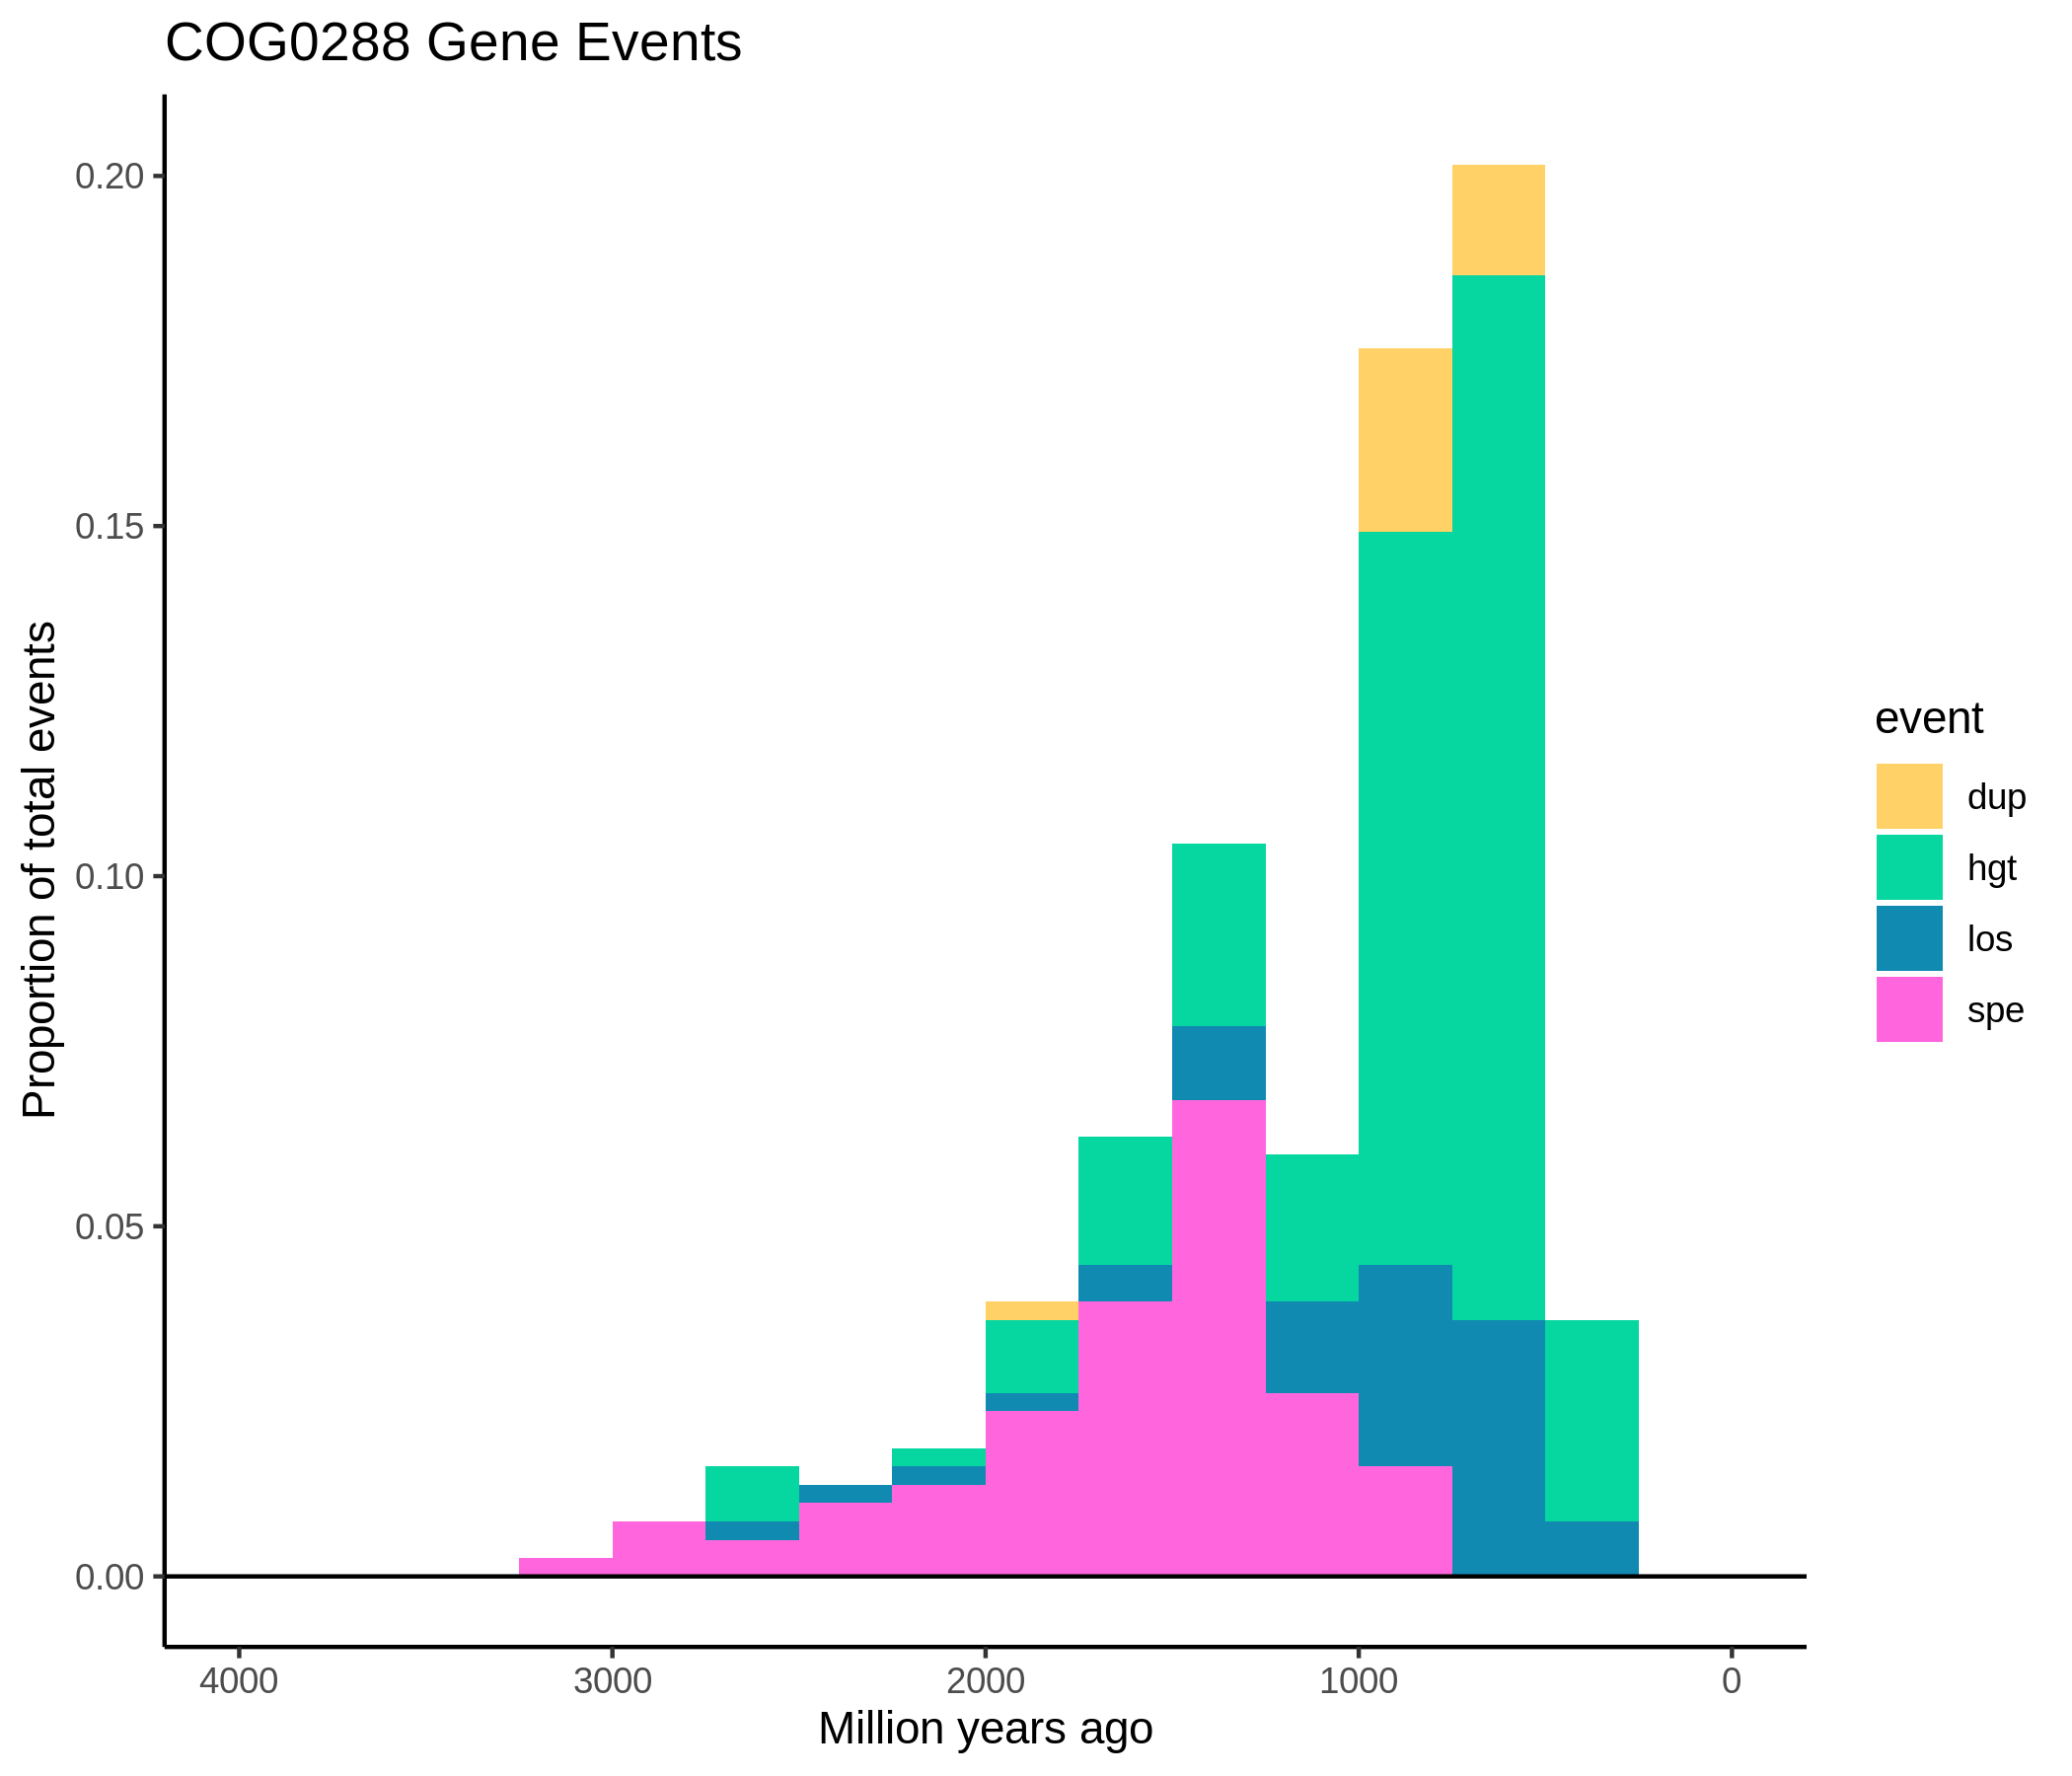 COG0288 Gene Events
Proportion of total events
0.20
0.15
0.10
0.05
0.00
4000 3000 2000 1000 0
Million years ago
event
dup
hgt
los
spe